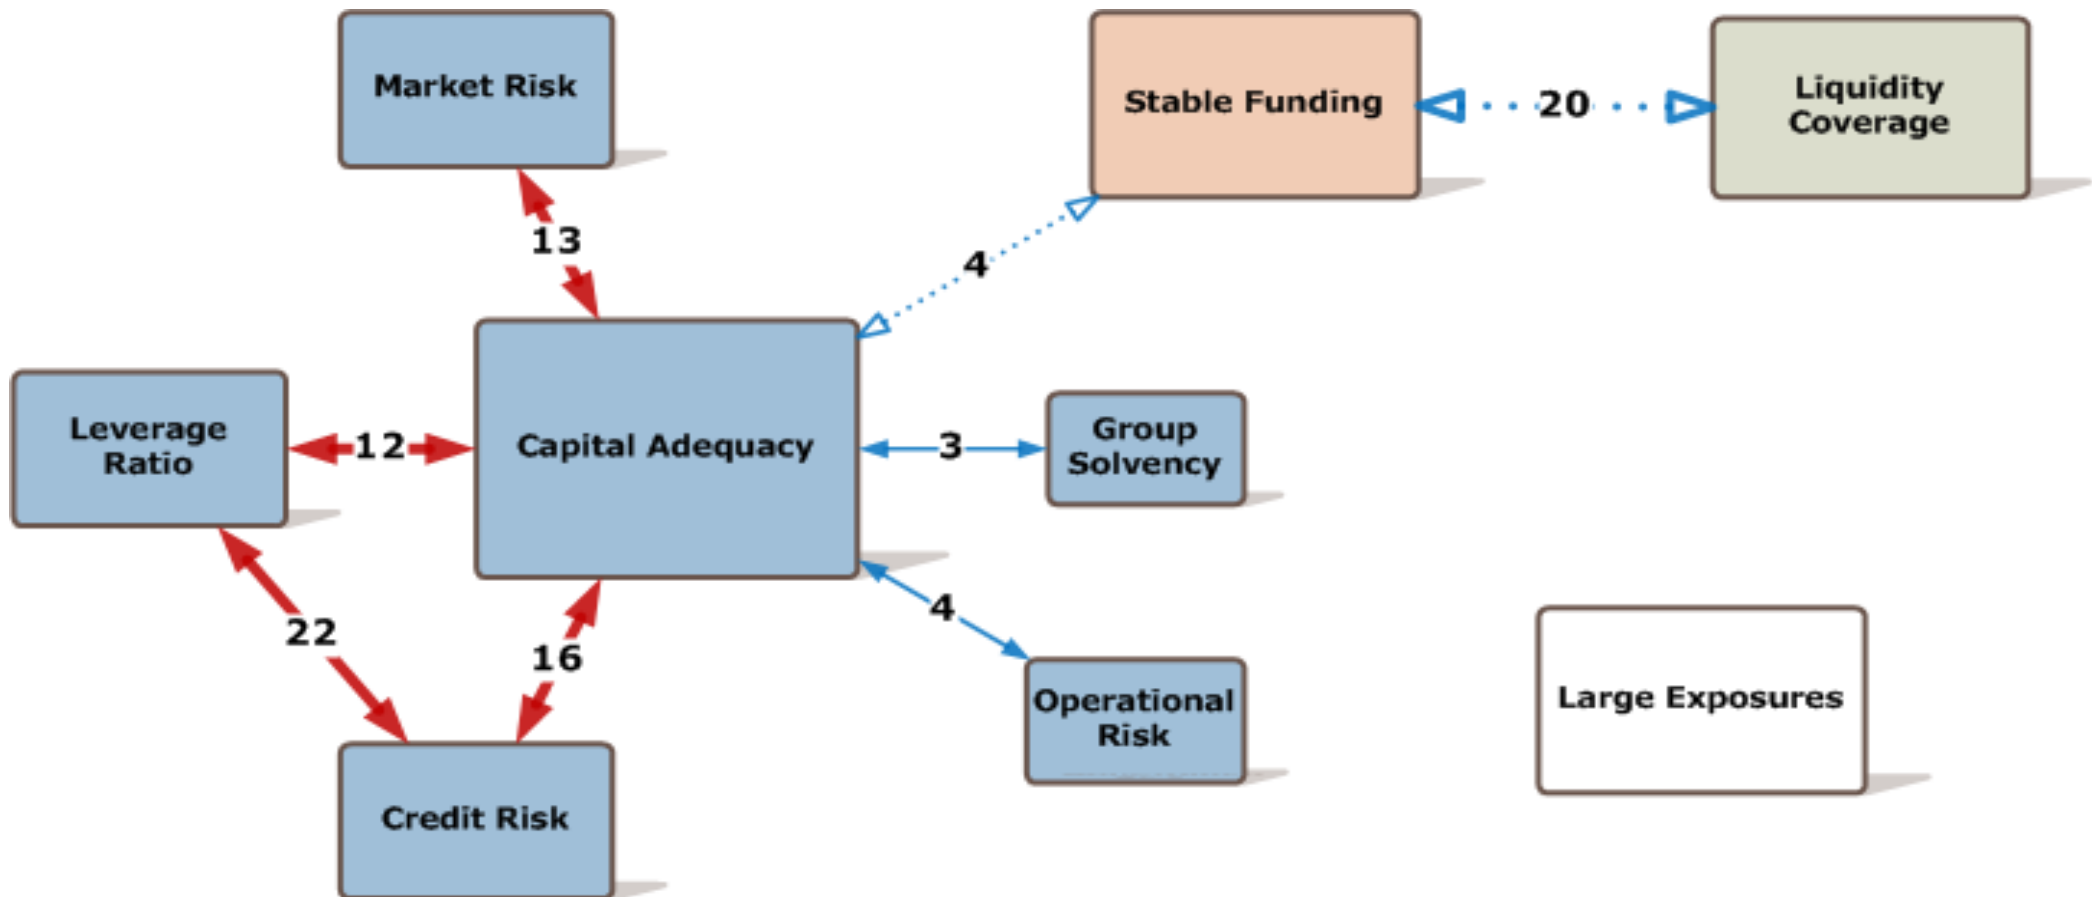 Market Risk
Stable Funding
20
Liquidity
Coverage
13
4
Leverage
Ratio
12
Capital Adequacy
3
Group
Solvency
22
16
4
Operational
Risk
Large Exposures
Credit Risk